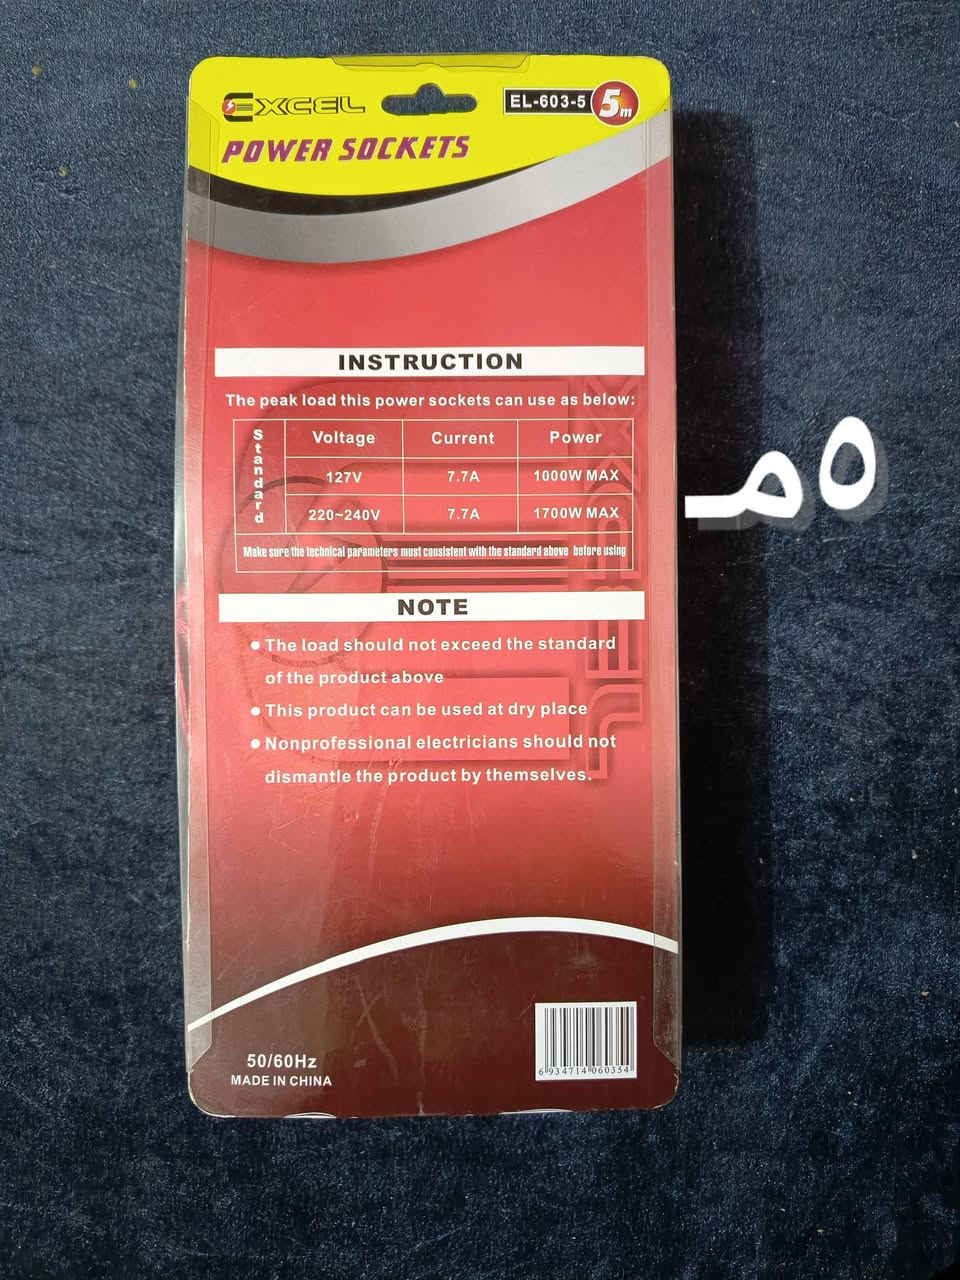 EXCEL
EL-603-5 5m
POWER SOCKETS
INSTRUCTION
The peak load this power sockets can use as below:
Standard
Voltage Current Power
127V 7.7A 1000W MAX
220~240V 7.7A 1700W MAX
Make sure the technical parameters must consistent with the standard above before using
٥مـ
NOTE
● The load should not exceed the standard
of the product above
● This product can be used at dry place
● Nonprofessional electricians should not
dismantle the product by themselves.
50/60Hz
MADE IN CHINA
6 934714 060354